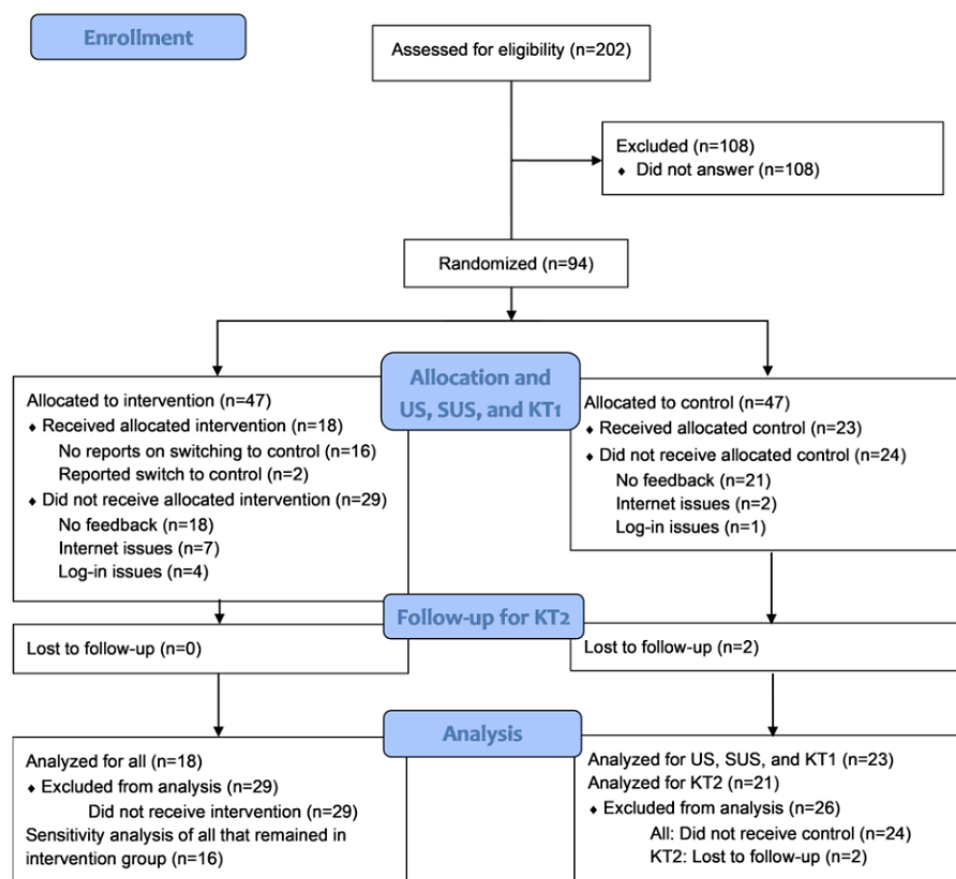 Enrollment
Assessed for eligibility (n=202)
Excluded (n=108)
♦ Did not answer (n=108)
Randomized (n=94)
Allocation and
US, SUS, and KT1
Allocated to intervention (n=47)
♦ Received allocated intervention (n=18)
No reports on switching to control (n=16)
Reported switch to control (n=2)
♦ Did not receive allocated intervention (n=29)
No feedback (n=18)
Internet issues (n=7)
Log-in issues (n=4)
Allocated to control (n=47)
♦ Received allocated control (n=23)
♦ Did not receive allocated control (n=24)
No feedback (n=21)
Internet issues (n=2)
Log-in issues (n=1)
Follow-up for KT2
Lost to follow-up (n=0)
Lost to follow-up (n=2)
Analysis
Analyzed for all (n=18)
♦ Excluded from analysis (n=29)
Did not receive intervention (n=29)
Sensitivity analysis of all that remained in
intervention group (n=16)
Analyzed for US, SUS, and KT1 (n=23)
Analyzed for KT2 (n=21)
♦ Excluded from analysis (n=26)
All: Did not receive control (n=24)
KT2: Lost to follow-up (n=2)